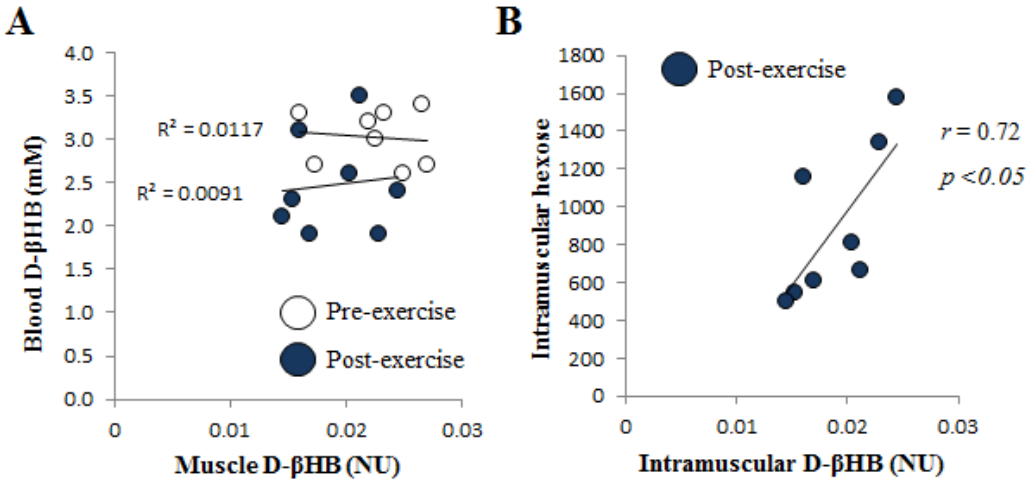 A
4.0
3.5
3.0
2.5
2.0
1.5
1.0
0.5
0.0
Blood D-βHB (mM)
R² = 0.0117
R² = 0.0091
Pre-exercise
Post-exercise
0 0.01 0.02 0.03
Muscle D-βHB (NU)
B
1800
1600
1400
1200
1000
800
600
400
200
0
Intramuscular hexose
Post-exercise
r = 0.72
p <0.05
0 0.01 0.02 0.03
Intramuscular D-βHB (NU)